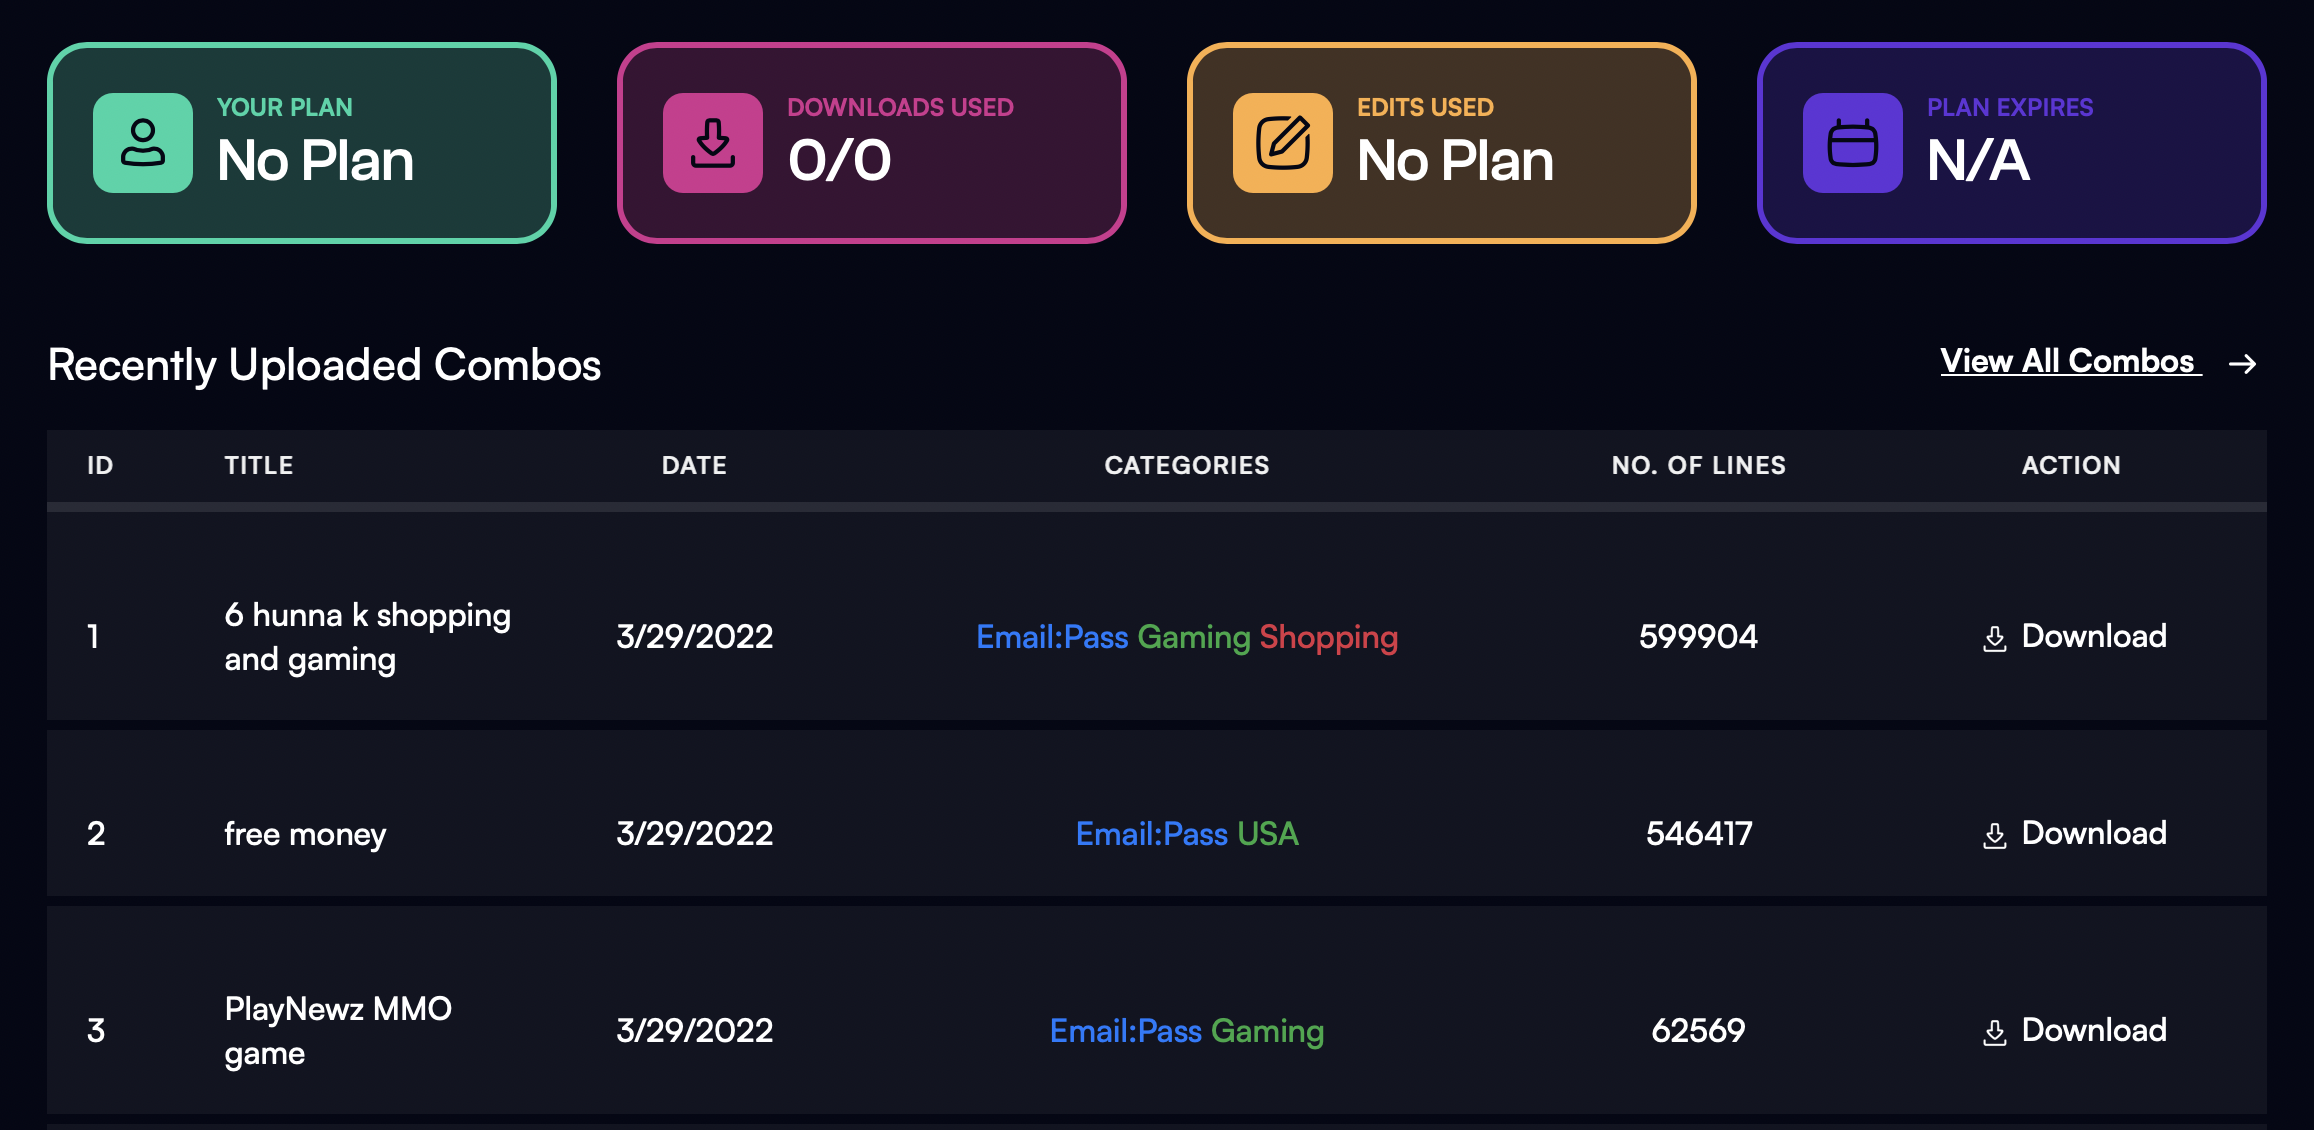 YOUR PLAN
No Plan
DOWNLOADS USED
0/0
EDITS USED
No Plan
PLAN EXPIRES
N/A
Recently Uploaded Combos
View All Combos →
ID TITLE DATE CATEGORIES NO. OF LINES ACTION
1 6 hunna k shopping and gaming 3/29/2022 Email:Pass Gaming Shopping 599904 Download
2 free money 3/29/2022 Email:Pass USA 546417 Download
3 PlayNewz MMO game 3/29/2022 Email:Pass Gaming 62569 Download